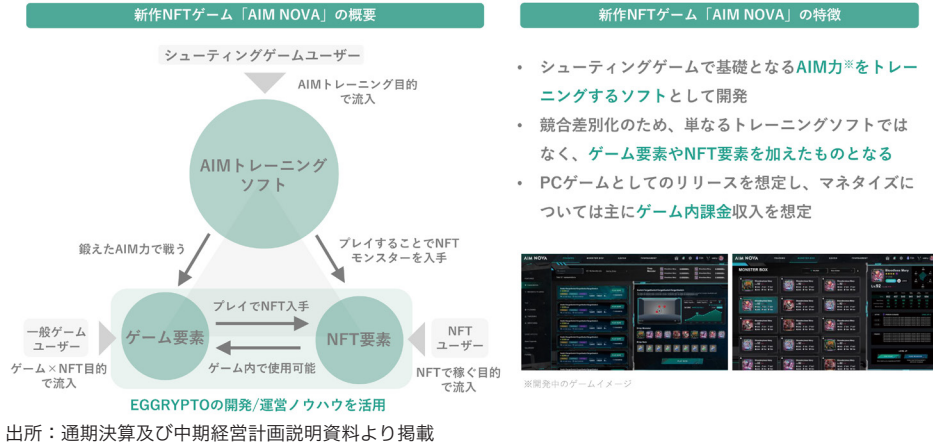 新作NFTゲーム「AIM NOVA」の概要
シューティングゲームユーザー
AIMトレーニング目的
で流入
AIMトレーニング
ソフト
鍛えたAIM力で戦う
プレイすることでNFT
モンスターを入手
プレイでNFT入手
一般ゲーム
ユーザー
ゲーム要素
NFT要素
NFT
ユーザー
ゲーム内で使用可能
ゲーム×NFT目的
で流入
NFTで稼ぐ目的
で流入
EGGRYPTOの開発/運営ノウハウを活用
新作NFTゲーム「AIM NOVA」の特徴
• シューティングゲームで基礎となるAIM力※をトレー
ニングするソフトとして開発
• 競合差別化のため、単なるトレーニングソフトでは
なく、ゲーム要素やNFT要素を加えたものとなる
• PCゲームとしてのリリースを想定し、マネタイズに
ついては主にゲーム内課金収入を想定
AIM NOVA
AIM NOVA
MONSTER BOX
※開発中のゲームイメージ
出所：通期決算及び中期経営計画説明資料より掲載